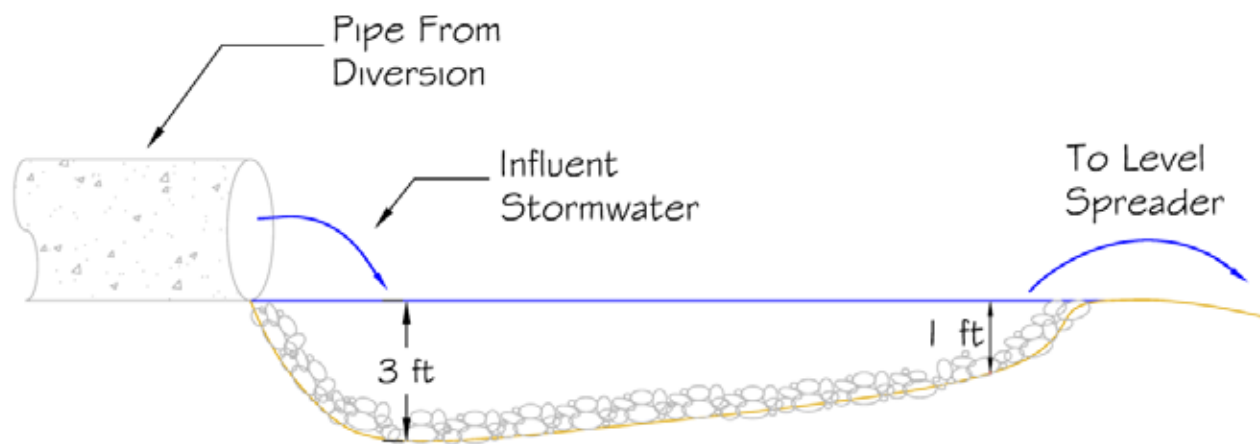 Pipe From
Diversion
Influent
Stormwater
To Level
Spreader
3 ft
1 ft